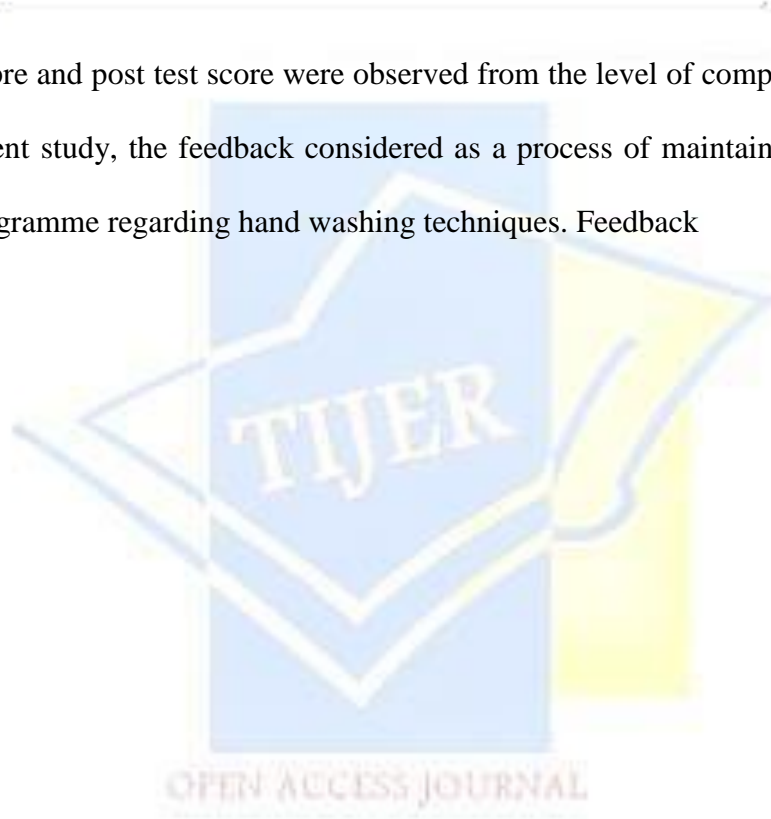 ore and post test score were observed from the level of comp
ent study, the feedback considered as a process of maintain
gramme regarding hand washing techniques. Feedback
TIJER
OPEN ACCESS JOURNAL